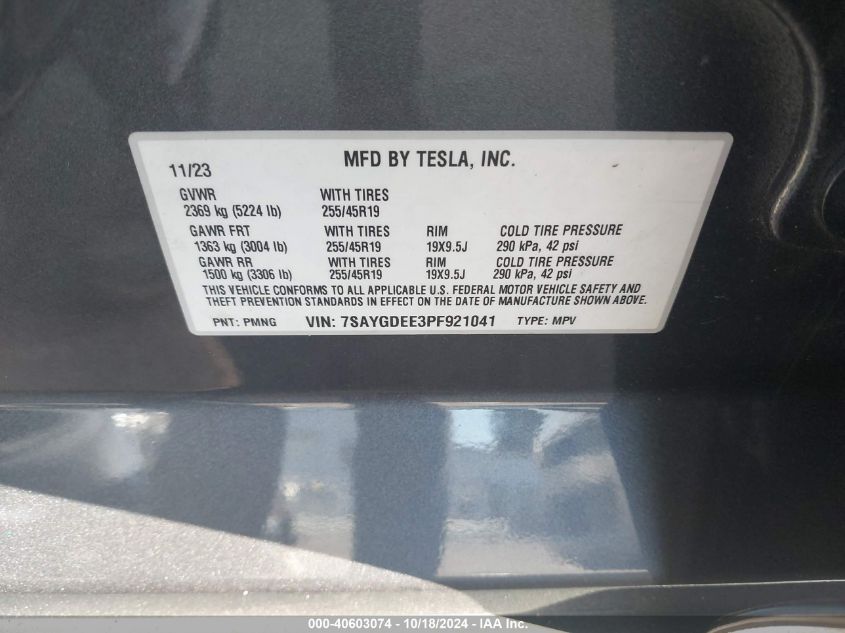 MFD BY TESLA, INC.
11/23
GVWR WITH TIRES
2369 kg (5224 lb) 255/45R19
GAWR FRT WITH TIRES RIM COLD TIRE PRESSURE
1363 kg (3004 lb) 255/45R19 19X9.5J 290 kPa, 42 psi
GAWR RR WITH TIRES RIM COLD TIRE PRESSURE
1500 kg (3306 lb) 255/45R19 19X9.5J 290 kPa, 42 psi
THIS VEHICLE CONFORMS TO ALL APPLICABLE U.S. FEDERAL MOTOR VEHICLE SAFETY AND
THEFT PREVENTION STANDARDS IN EFFECT ON THE DATE OF MANUFACTURE SHOWN ABOVE.
PNT: PMNG VIN: 7SAYGDEE3PF921041 TYPE: MPV
000-40603074 - 10/18/2024 - IAA Inc.